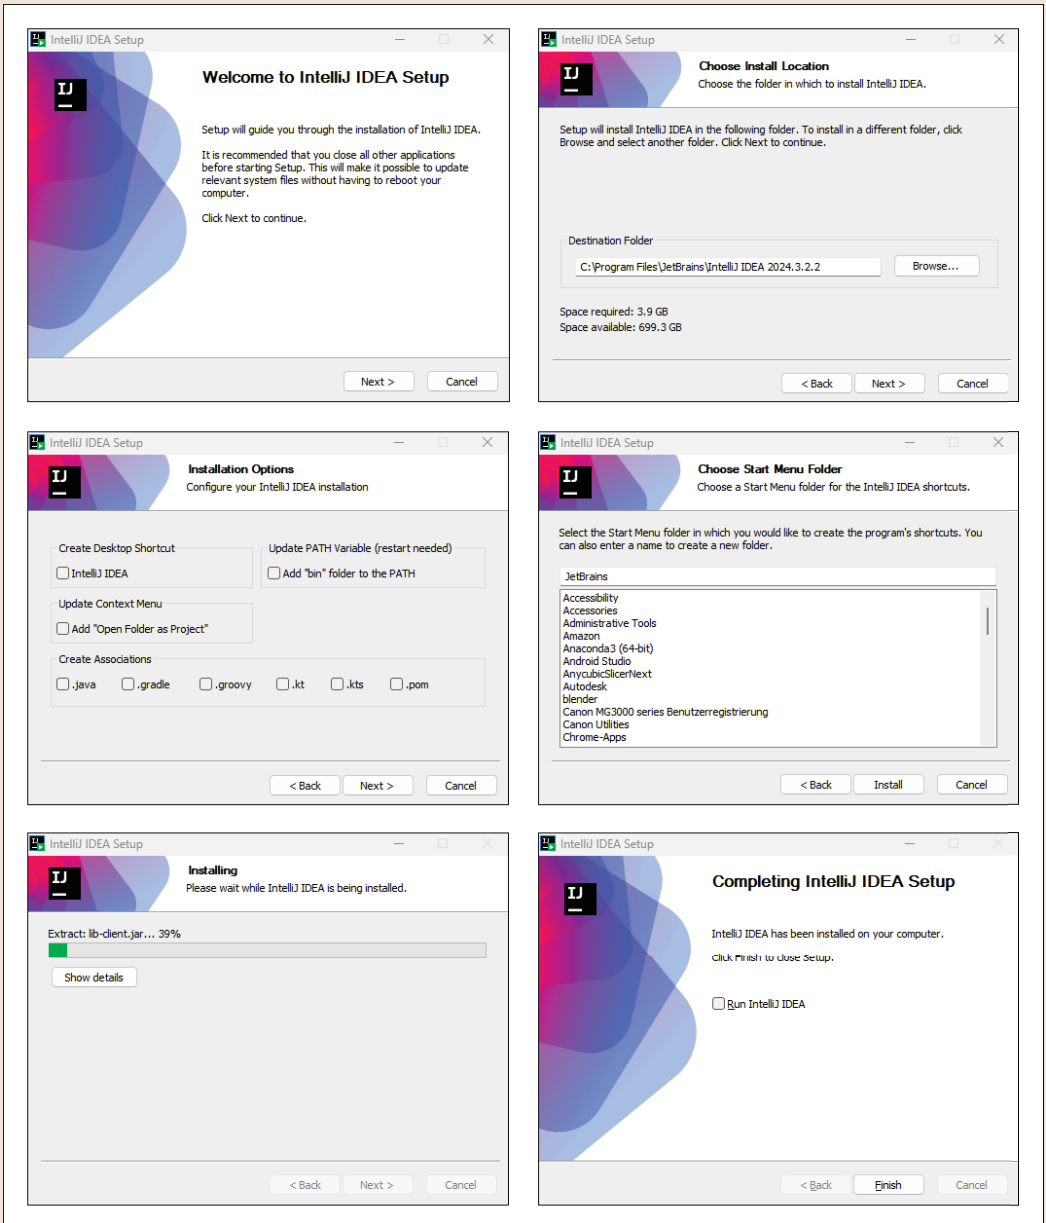 IntelliJ IDEA Setup
IJ
Welcome to IntelliJ IDEA Setup
Setup will guide you through the installation of IntelliJ IDEA.
It is recommended that you close all other applications
before starting Setup. This will make it possible to update
relevant system files without having to reboot your
computer.
Click Next to continue.
Next >
Cancel
IntelliJ IDEA Setup
IJ
Choose Install Location
Choose the folder in which to install IntelliJ IDEA.
Setup will install IntelliJ IDEA in the following folder. To install in a different folder, click
Browse and select another folder. Click Next to continue.
Destination Folder
C:\Program Files\JetBrains\IntelliJ IDEA 2024.3.2.2
Browse...
Space required: 3.9 GB
Space available: 699.3 GB
< Back
Next >
Cancel
IntelliJ IDEA Setup
IJ
Installation Options
Configure your IntelliJ IDEA installation
Create Desktop Shortcut
IntelliJ IDEA
Update PATH Variable (restart needed)
Add "bin" folder to the PATH
Update Context Menu
Add "Open Folder as Project"
Create Associations
.java
.gradle
.groovy
.kt
.kts
.pom
< Back
Next >
Cancel
IntelliJ IDEA Setup
IJ
Choose Start Menu Folder
Choose a Start Menu folder for the IntelliJ IDEA shortcuts.
Select the Start Menu folder in which you would like to create the program's shortcuts. You
can also enter a name to create a new folder.
JetBrains
Accessibility
Accessories
Administrative Tools
Amazon
Anaconda3 (64-bit)
Android Studio
AnycubicSlicerNext
Autodesk
blender
Canon MG3000 series Benutzerregistrierung
Canon Utilities
Chrome-Apps
< Back
Install
Cancel
IntelliJ IDEA Setup
IJ
Installing
Please wait while IntelliJ IDEA is being installed.
Extract: lib-client.jar... 39%
Show details
< Back
Next >
Cancel
IntelliJ IDEA Setup
IJ
Completing IntelliJ IDEA Setup
IntelliJ IDEA has been installed on your computer.
Click Finish to close Setup.
Run IntelliJ IDEA
< Back
Finish
Cancel